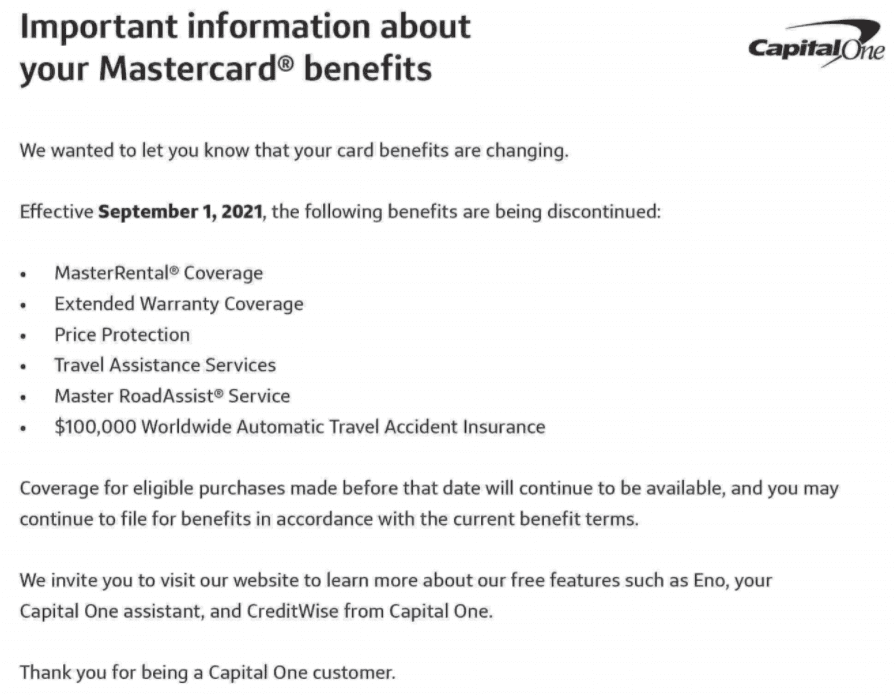 Important information about
your Mastercard® benefits
Capital One
We wanted to let you know that your card benefits are changing.
Effective September 1, 2021, the following benefits are being discontinued:
• MasterRental® Coverage
• Extended Warranty Coverage
• Price Protection
• Travel Assistance Services
• Master RoadAssist® Service
• $100,000 Worldwide Automatic Travel Accident Insurance
Coverage for eligible purchases made before that date will continue to be available, and you may
continue to file for benefits in accordance with the current benefit terms.
We invite you to visit our website to learn more about our free features such as Eno, your
Capital One assistant, and CreditWise from Capital One.
Thank you for being a Capital One customer.